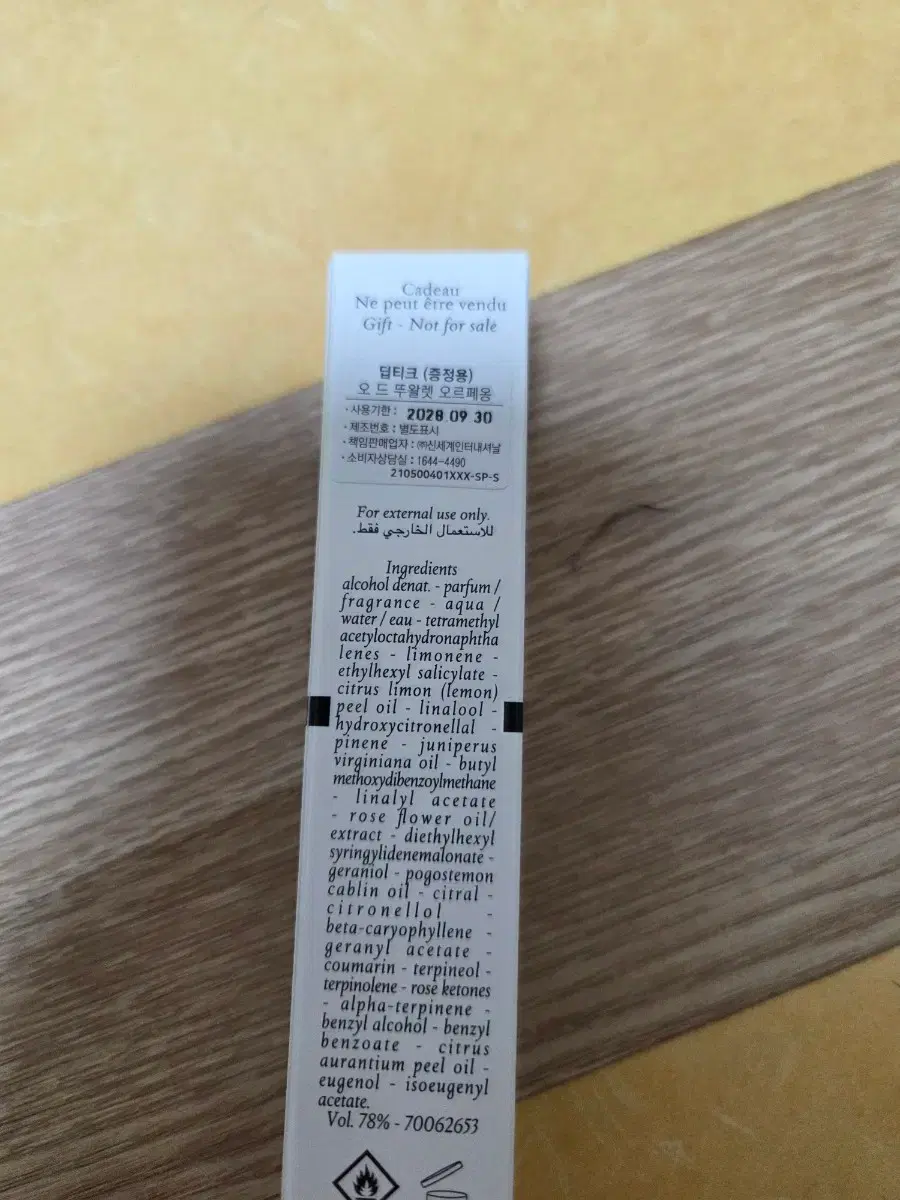 Cadeau
Ne peut être vendu
Gift - Not for sale
딥티크 (증정용)
오 드 뚜왈렛 오르페옹
· 사용기한 : 2028 09 30
· 제조번호 : 별도표시
· 책임판매업자 : ㈜신세계인터내셔날
· 소비자상담실 : 1644-4490
210500401XXX-SP-S
For external use only.
للاستعمال الخارجي فقط.
Ingredients
alcohol denat. - parfum /
fragrance - aqua /
water / eau - tetramethyl
acetyloctahydronaphtha
lenes - limonene -
ethylhexyl salicylate -
citrus limon (lemon)
peel oil - linalool -
hydroxycitronellal -
pinene - juniperus
virginiana oil - butyl
methoxydibenzoylmethane
- linalyl acetate
- rose flower oil/
extract - diethylhexyl
syringylidenemalonate -
geraniol - pogostemon
cablin oil - citral -
citronellol -
beta-caryophyllene -
geranyl acetate -
coumarin - terpineol -
terpinolene - rose ketones
- alpha-terpinene -
benzyl alcohol - benzyl
benzoate - citrus
aurantium peel oil -
eugenol - isoeugenyl
acetate.
Vol. 78% - 70062653